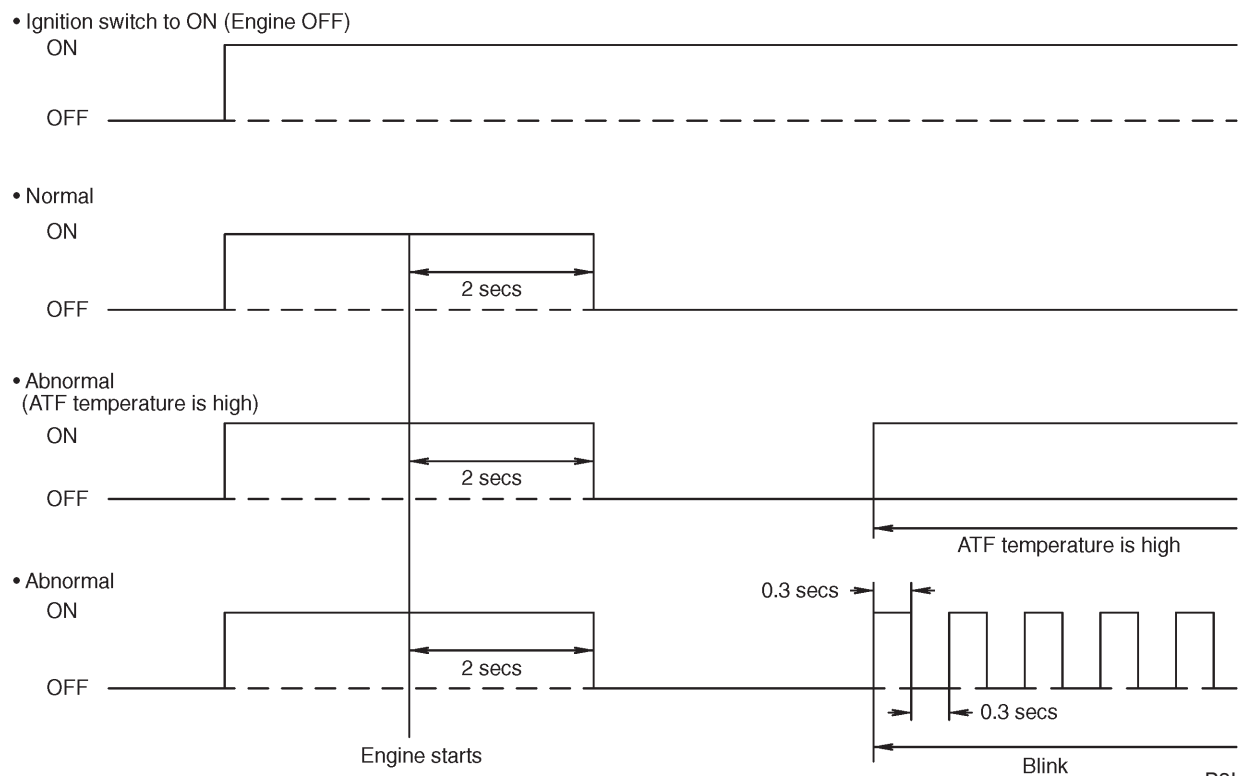 • Ignition switch to ON (Engine OFF)
ON
OFF
• Normal
ON
2 secs
OFF
• Abnormal
(ATF temperature is high)
ON
2 secs
OFF
ATF temperature is high
• Abnormal
0.3 secs
ON
2 secs
OFF
0.3 secs
Engine starts
Blink